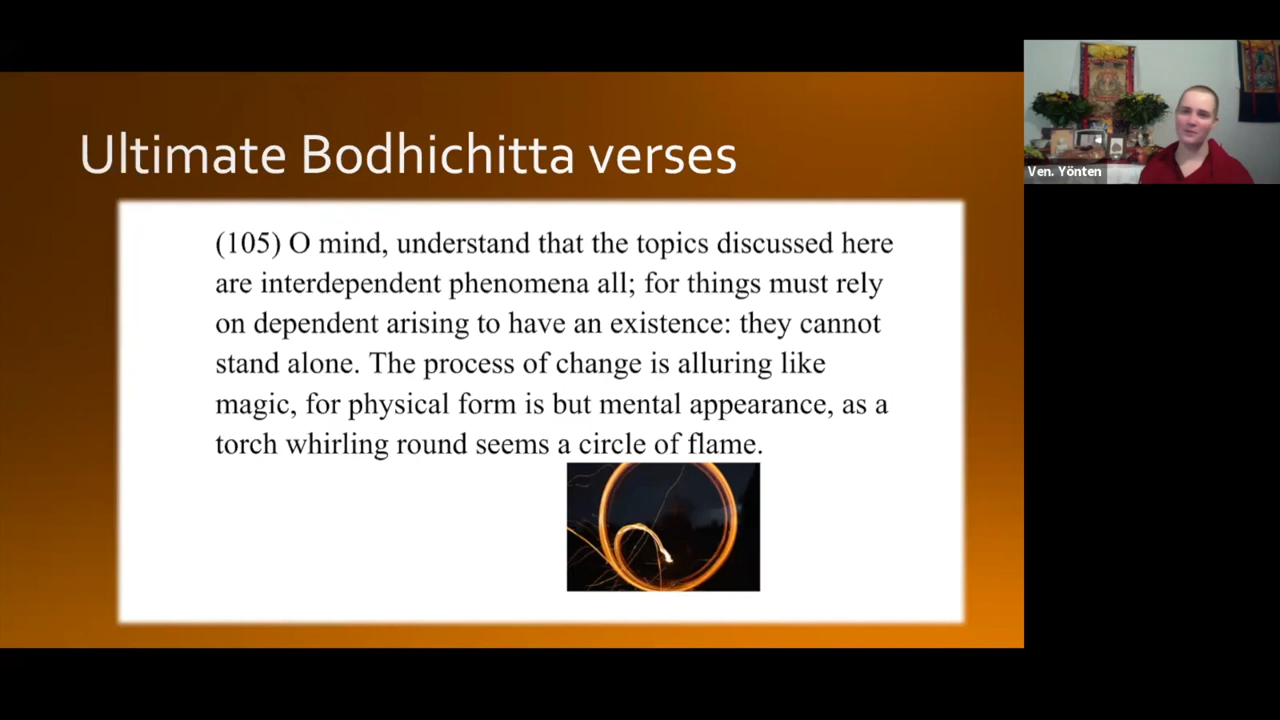 Ultimate Bodhichitta verses
Ven. Yönten
(105) O mind, understand that the topics discussed here
are interdependent phenomena all; for things must rely
on dependent arising to have an existence: they cannot
stand alone. The process of change is alluring like
magic, for physical form is but mental appearance, as a
torch whirling round seems a circle of flame.